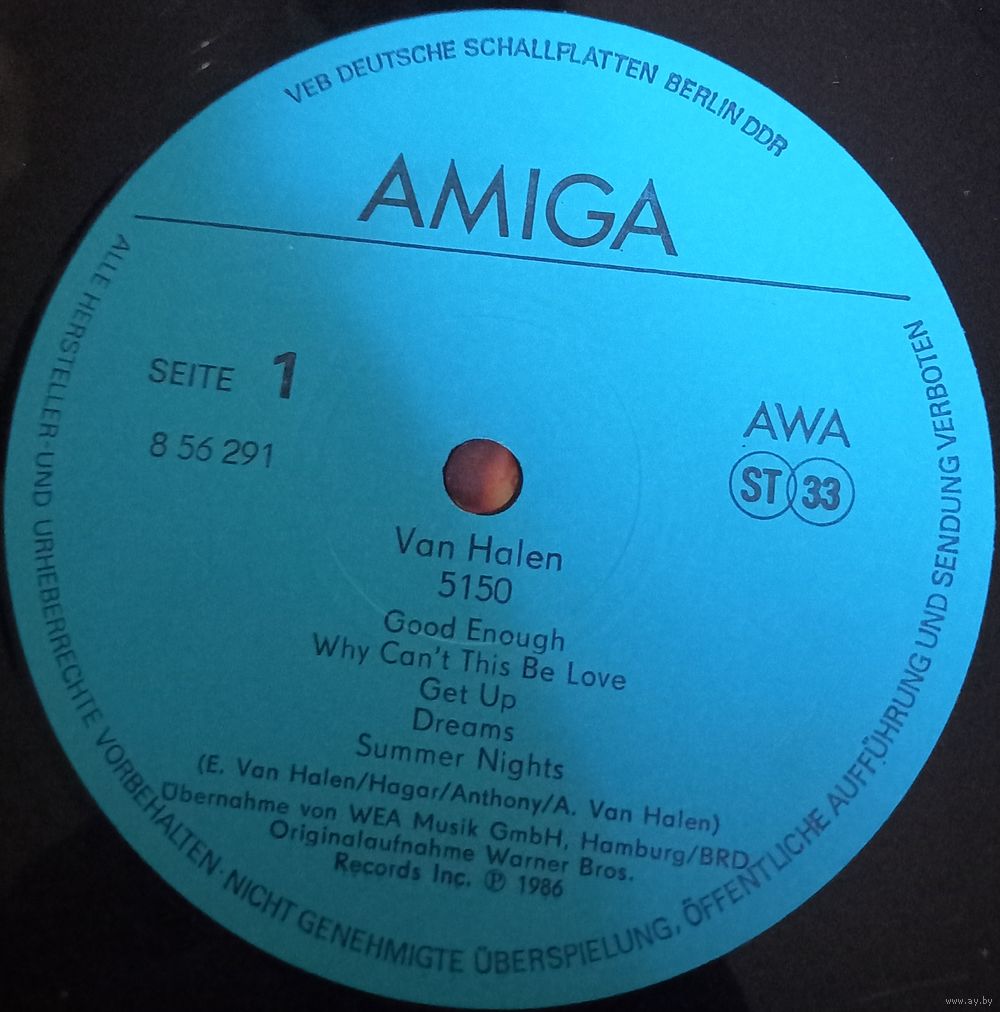 VEB DEUTSCHE SCHALLPLATTEN BERLIN DDR
AMIGA
SEITE 1
8 56 291
AWA
ST 33
Van Halen
5150
Good Enough
Why Can't This Be Love
Get Up
Dreams
Summer Nights
(E. Van Halen/Hagar/Anthony/A. Van Halen)
Übernahme von WEA Musik GmbH, Hamburg/BRD
Originalaufnahme Warner Bros.
Records Inc. ℗ 1986
ALLE HERSTELLER-UND URHEBERRECHTE VORBEHALTEN·NICHT GENEHMIGTE ÜBERSPIELUNG, ÖFFENTLICHE AUFFÜHRUNG UND SENDUNG VERBOTEN
www.ay.by